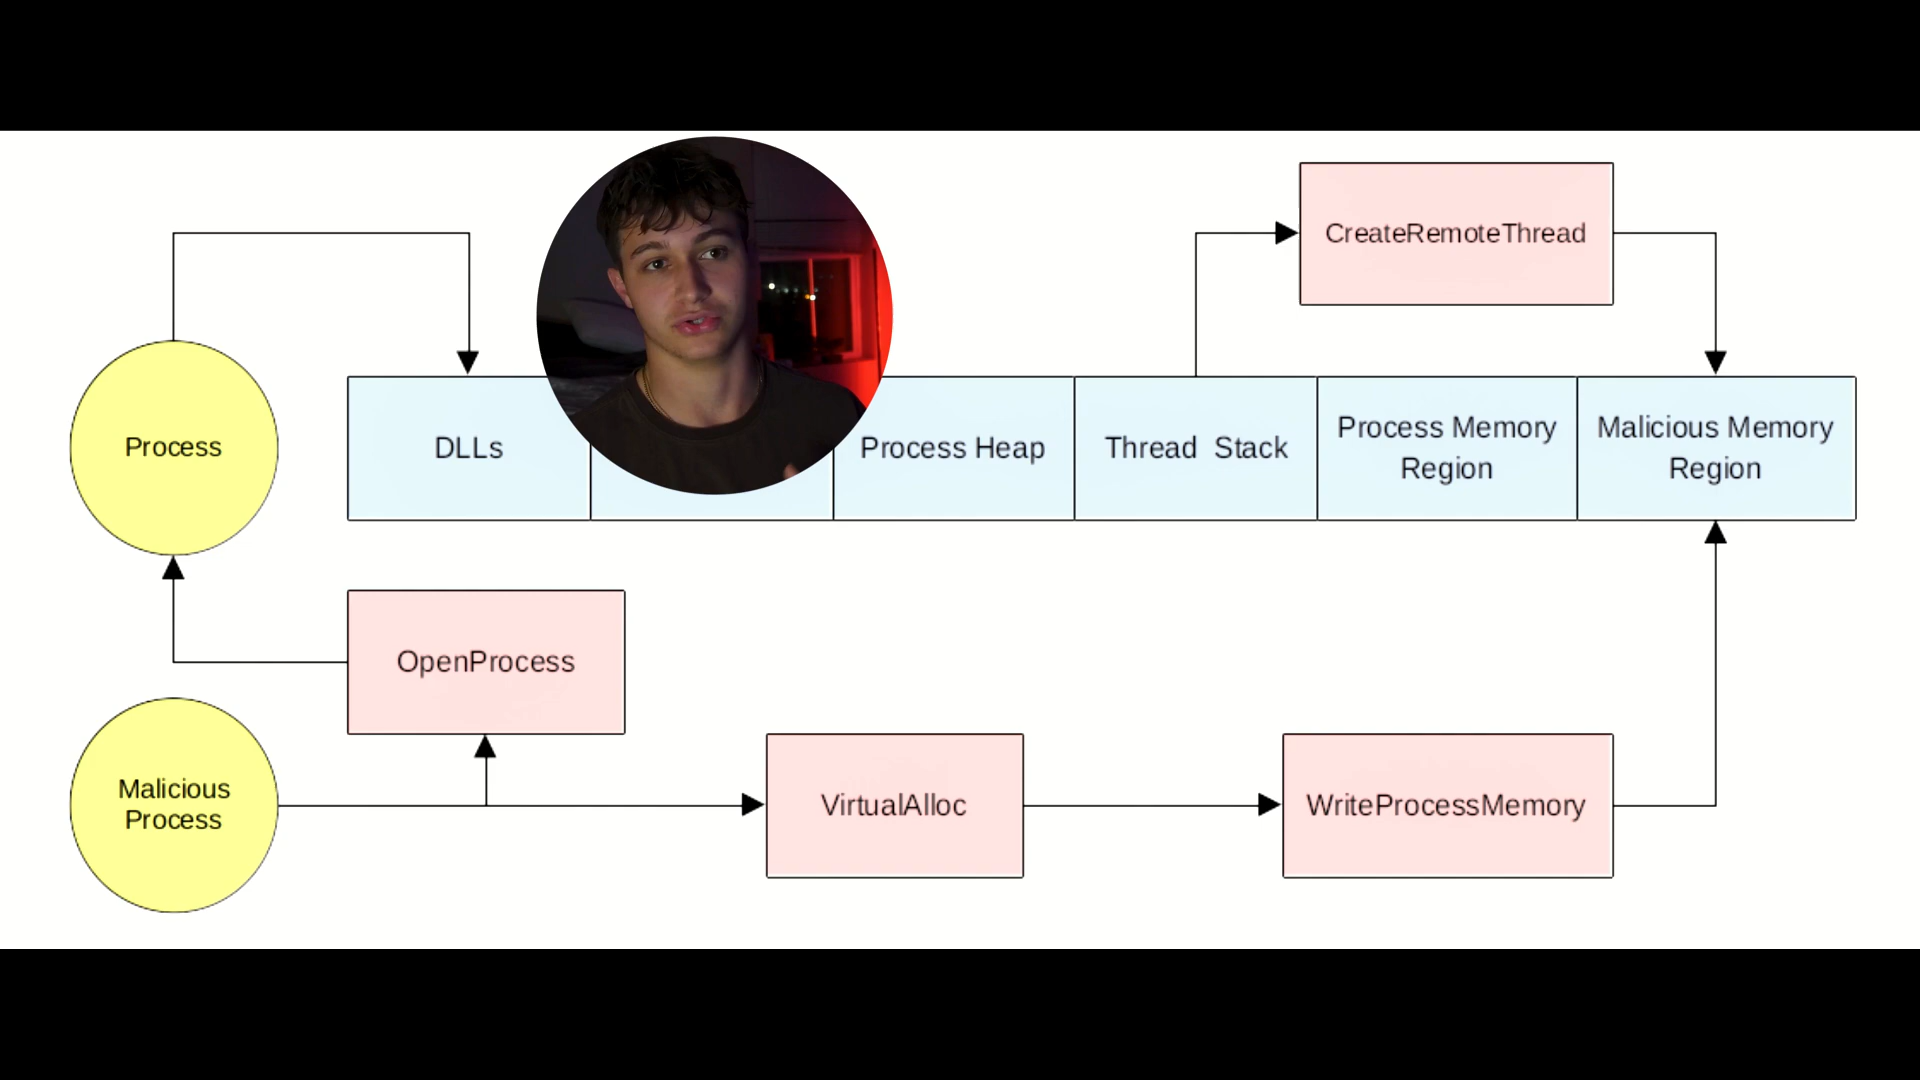 CreateRemoteThread
Process
DLLs
Process Heap
Thread Stack
Process Memory
Region
Malicious Memory
Region
OpenProcess
Malicious
Process
VirtualAlloc
WriteProcessMemory